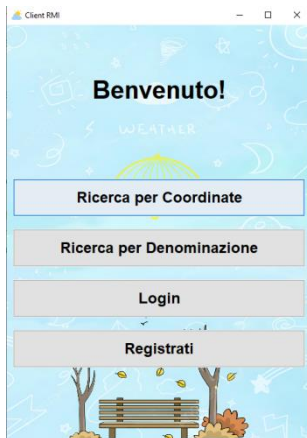 Client RMI
Benvenuto!
WEATHER
Ricerca per Coordinate
Ricerca per Denominazione
Login
Registrati